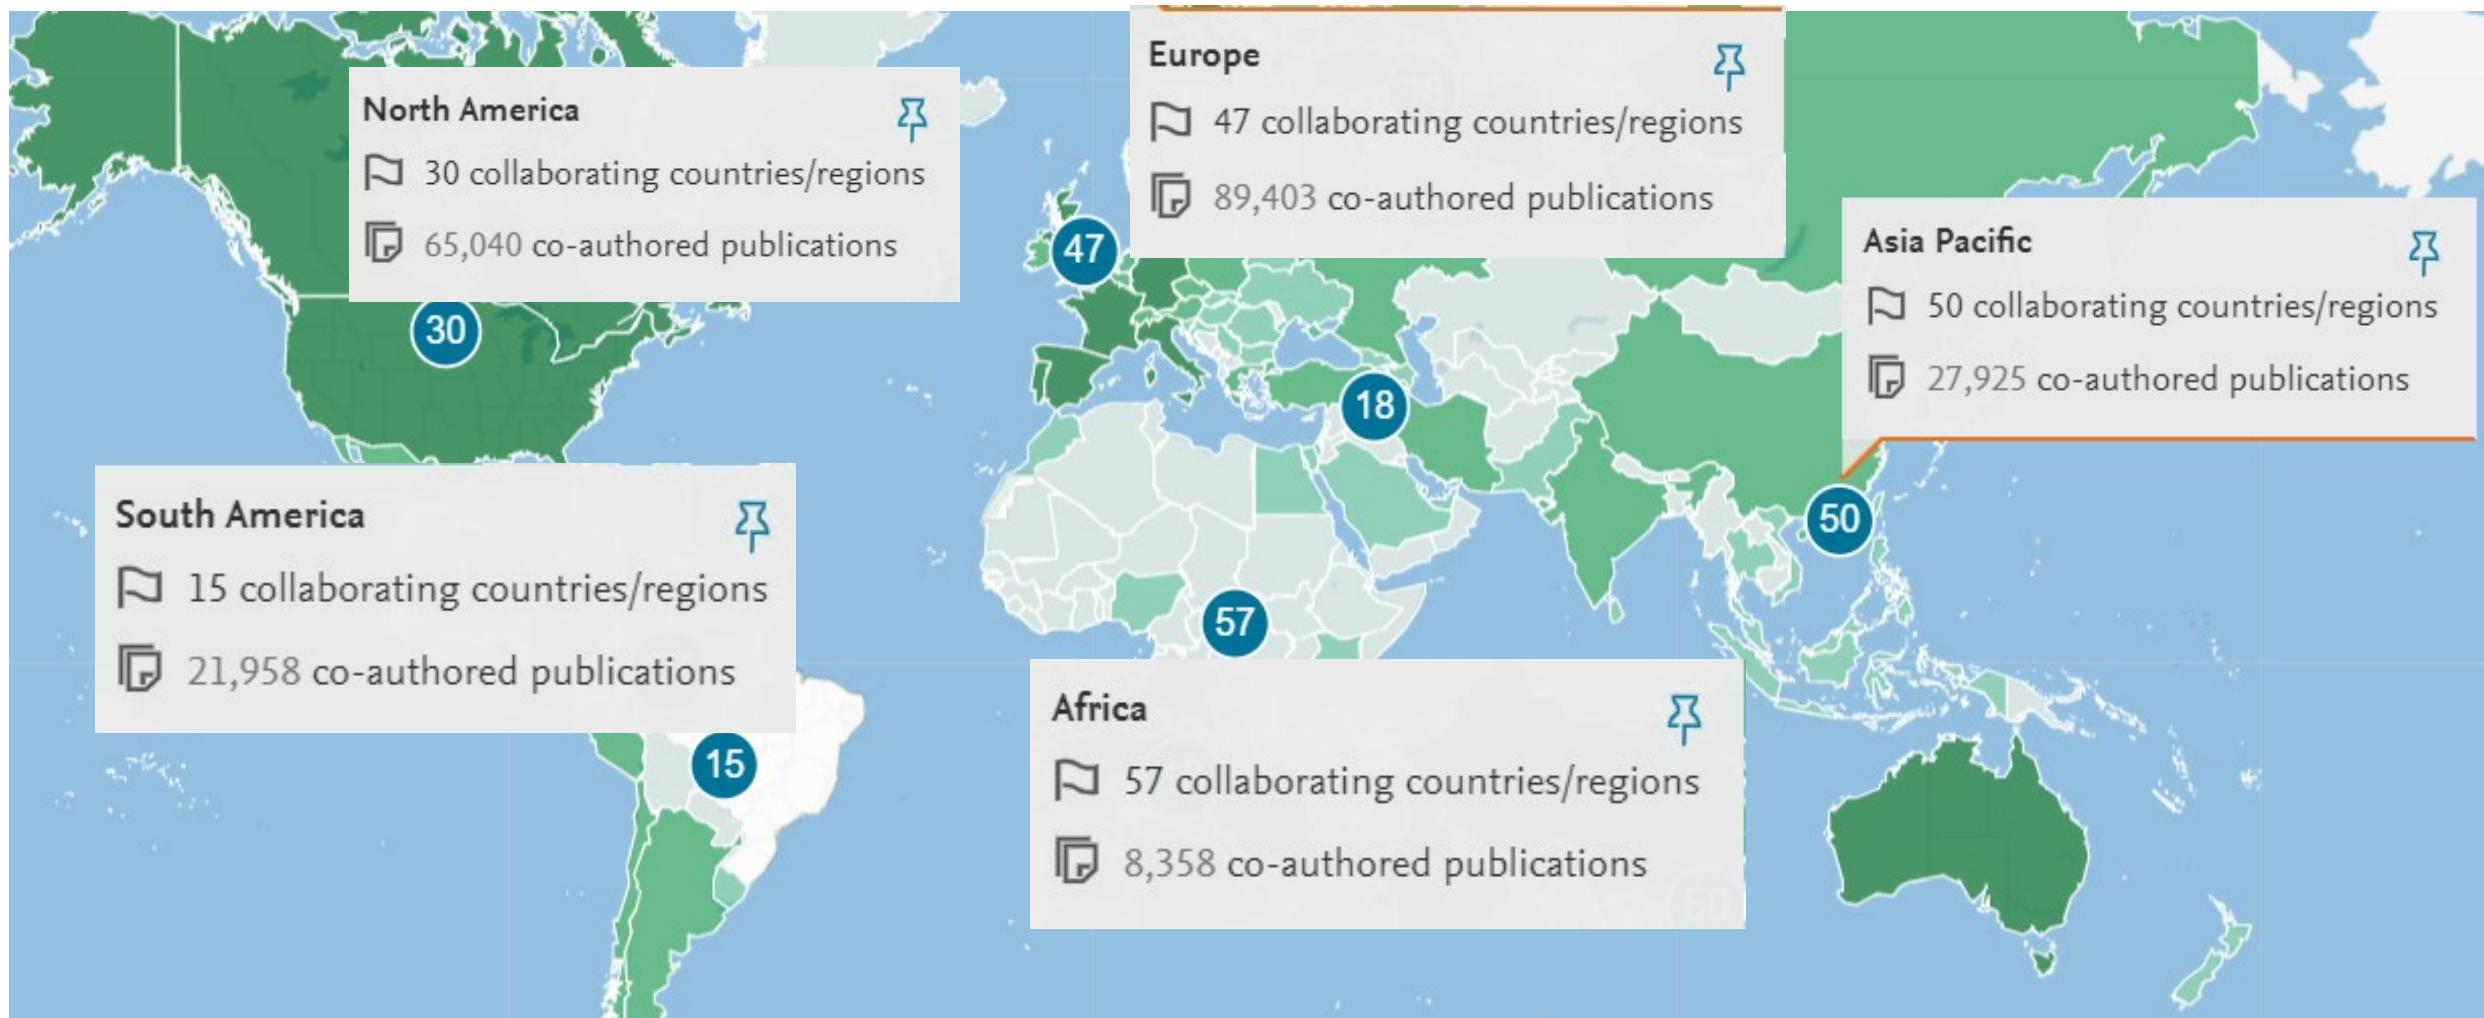 North America
30 collaborating countries/regions
65,040 co-authored publications
30
Europe
47 collaborating countries/regions
89,403 co-authored publications
47
18
Asia Pacific
50 collaborating countries/regions
27,925 co-authored publications
50
South America
15 collaborating countries/regions
21,958 co-authored publications
15
57
Africa
57 collaborating countries/regions
8,358 co-authored publications